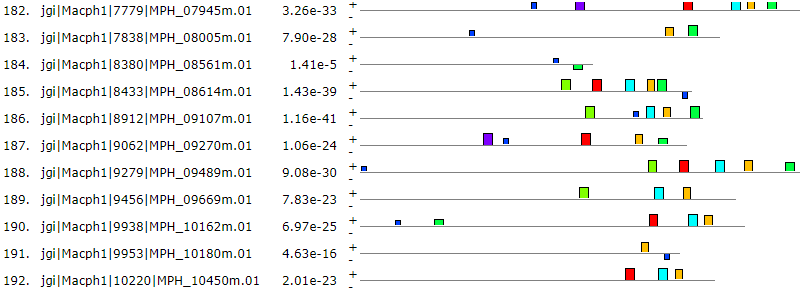 182. jgi|Macph1|7779|MPH_07945m.01 3.26e-33 + -
183. jgi|Macph1|7838|MPH_08005m.01 7.90e-28 + -
184. jgi|Macph1|8380|MPH_08561m.01 1.41e-5 + -
185. jgi|Macph1|8433|MPH_08614m.01 1.43e-39 + -
186. jgi|Macph1|8912|MPH_09107m.01 1.16e-41 + -
187. jgi|Macph1|9062|MPH_09270m.01 1.06e-24 + -
188. jgi|Macph1|9279|MPH_09489m.01 9.08e-30 + -
189. jgi|Macph1|9456|MPH_09669m.01 7.83e-23 + -
190. jgi|Macph1|9938|MPH_10162m.01 6.97e-25 + -
191. jgi|Macph1|9953|MPH_10180m.01 4.63e-16 + -
192. jgi|Macph1|10220|MPH_10450m.01 2.01e-23 + -